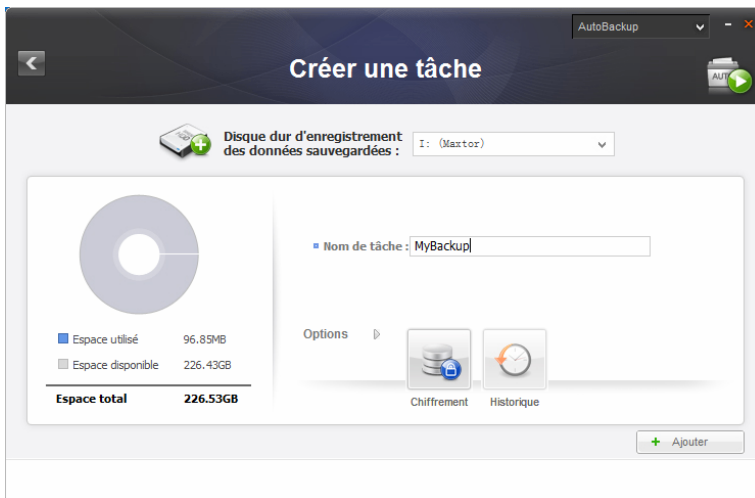 AutoBackup
Créer une tâche
AUT
Disque dur d'enregistrement
des données sauvegardées :
I: (Maxtor)
Nom de tâche :
MyBackup
Espace utilisé 96.85MB
Espace disponible 226.43GB
Espace total 226.53GB
Options
Chiffrement
Historique
Ajouter